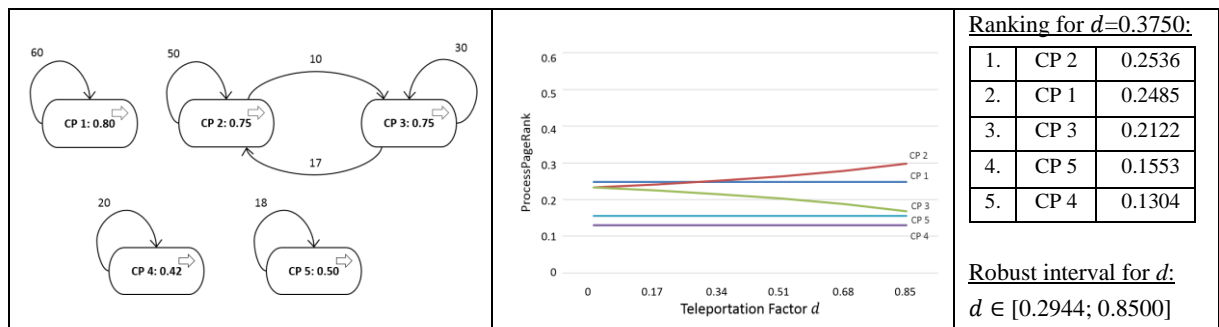 60
50
10
30
CP 1: 0.80
CP 2: 0.75
CP 3: 0.75
17
20
18
CP 4: 0.42
CP 5: 0.50
ProcessPageRank
0.6
0.5
0.4
0.3
0.2
0.1
0
CP 2
CP 1
CP 3
CP 5
CP 4
0 0.17 0.34 0.51 0.68 0.85
Teleportation Factor d
Ranking for d=0.3750:
1. CP 2 0.2536
2. CP 1 0.2485
3. CP 3 0.2122
4. CP 5 0.1553
5. CP 4 0.1304
Robust interval for d:
d ∈ [0.2944; 0.8500]